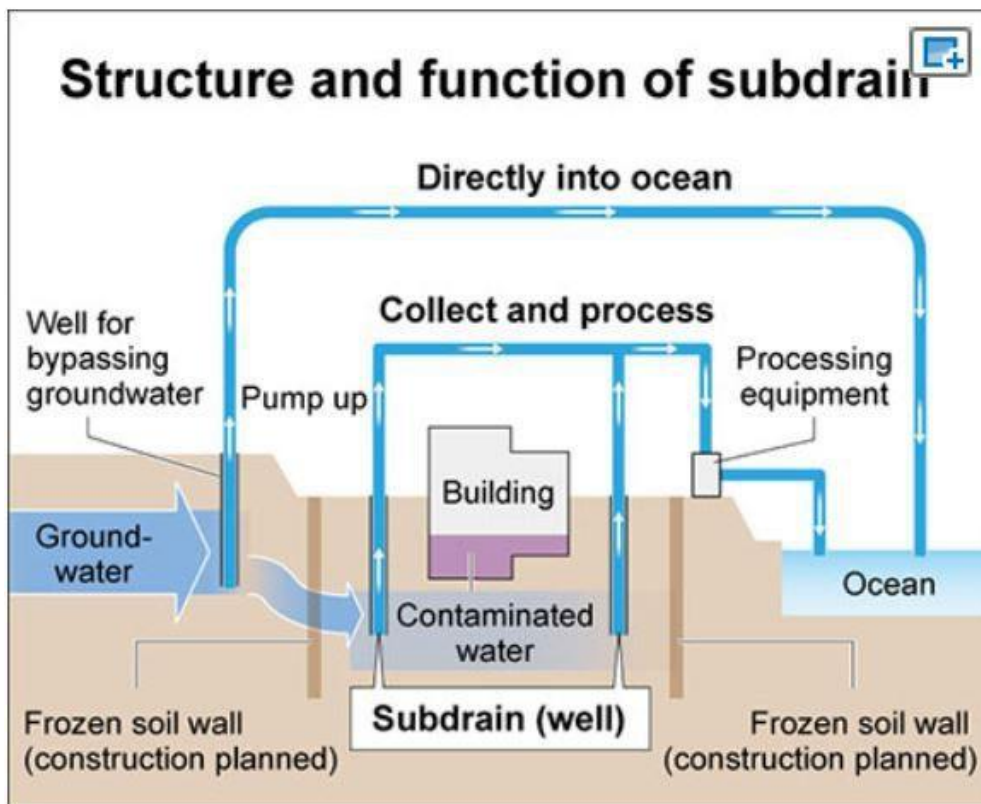 Structure and function of subdrain
Directly into ocean
Collect and process
Well for
bypassing
groundwater
Pump up
Processing
equipment
Building
Ground-
water
Contaminated
water
Ocean
Subdrain (well)
Frozen soil wall
(construction planned)
Frozen soil wall
(construction planned)